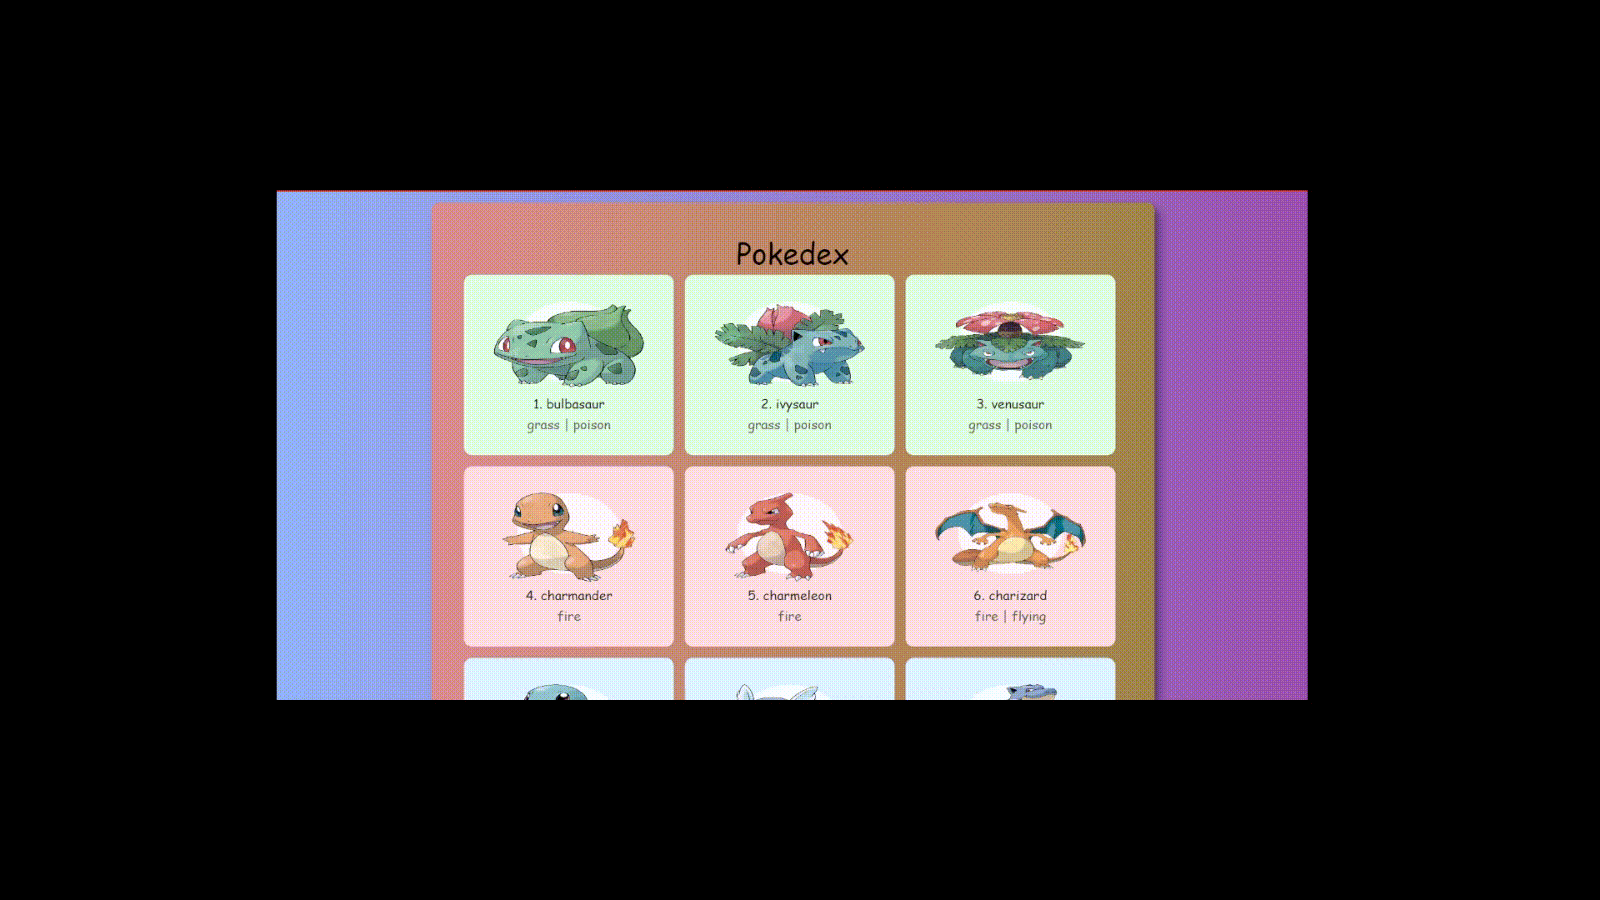 Pokedex
1. bulbasaur
grass | poison
2. ivysaur
grass | poison
3. venusaur
grass | poison
4. charmander
fire
5. charmeleon
fire
6. charizard
fire | flying